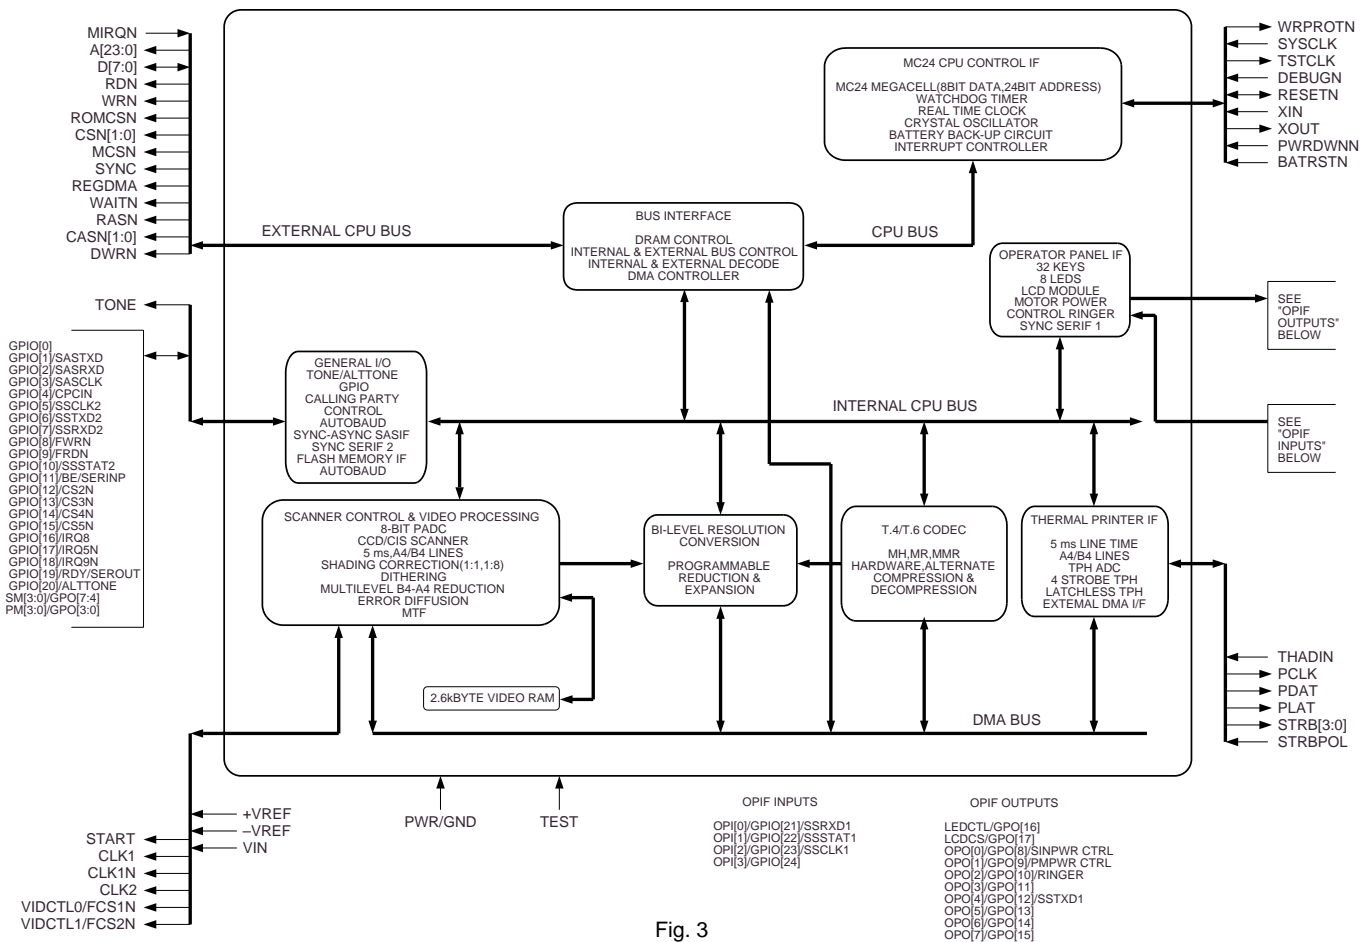 MIRQN
A[23:0]
D[7:0]
RDN
WRN
ROMCSN
CSN[1:0]
MCSN
SYNC
REGDMA
WAITN
RASN
CASN[1:0]
DWRN
EXTERNAL CPU BUS
MC24 CPU CONTROL IF
MC24 MEGACELL(8BIT DATA,24BIT ADDRESS)
WATCHDOG TIMER
REAL TIME CLOCK
CRYSTAL OSCILLATOR
BATTERY BACK-UP CIRCUIT
INTERRUPT CONTROLLER
WRPROTN
SYSCLK
TSTCLK
DEBUGN
RESETN
XIN
XOUT
PWRDWNN
BATRSTN
BUS INTERFACE
DRAM CONTROL
INTERNAL & EXTERNAL BUS CONTROL
INTERNAL & EXTERNAL DECODE
DMA CONTROLLER
CPU BUS
OPERATOR PANEL IF
32 KEYS
8 LEDS
LCD MODULE
MOTOR POWER
CONTROL RINGER
SYNC SERIF 1
SEE
"OPIF
OUTPUTS"
BELOW
SEE
"OPIF
INPUTS"
BELOW
TONE
GPIO[0]
GPIO[1]/SASTXD
GPIO[2]/SASRXD
GPIO[3]/SASCLK
GPIO[4]/CPCIN
GPIO[5]/SSCLK2
GPIO[6]/SSTXD2
GPIO[7]/SSRXD2
GPIO[8]/FWRN
GPIO[9]/FRDN
GPIO[10]/SSSTAT2
GPIO[11]/BE/SERINP
GPIO[12]/CS2N
GPIO[13]/CS3N
GPIO[14]/CS4N
GPIO[15]/CS5N
GPIO[16]/IRQ8
GPIO[17]/IRQ5N
GPIO[18]/IRQ9N
GPIO[19]/RDY/SEROUT
GPIO[20]/ALTTONE
SM[3:0]/GPO[7:4]
PM[3:0]/GPO[3:0]
GENERAL I/O
TONE/ALTTONE
GPIO
CALLING PARTY
CONTROL
AUTOBAUD
SYNC-ASYNC SASIF
SYNC SERIF 2
FLASH MEMORY IF
AUTOBAUD
INTERNAL CPU BUS
SCANNER CONTROL & VIDEO PROCESSING
8-BIT PADC
CCD/CIS SCANNER
5 ms,A4/B4 LINES
SHADING CORRECTION(1:1,1:8)
DITHERING
MULTILEVEL B4-A4 REDUCTION
ERROR DIFFUSION
MTF
BI-LEVEL RESOLUTION
CONVERSION
PROGRAMMABLE
REDUCTION &
EXPANSION
T.4/T.6 CODEC
MH,MR,MMR
HARDWARE,ALTERNATE
COMPRESSION &
DECOMPRESSION
THERMAL PRINTER IF
5 ms LINE TIME
A4/B4 LINES
TPH ADC
4 STROBE TPH
LATCHLESS TPH
EXTEMAL DMA I/F
2.6kBYTE VIDEO RAM
DMA BUS
THADIN
PCLK
PDAT
PLAT
STRB[3:0]
STRBPOL
+VREF
–VREF
VIN
START
CLK1
CLK1N
CLK2
VIDCTL0/FCS1N
VIDCTL1/FCS2N
PWR/GND
TEST
OPIF INPUTS
OPI[0]/GPIO[21]/SSRXD1
OPI[1]/GPIO[22]/SSSTAT1
OPI[2]/GPIO[23]/SSCLK1
OPI[3]/GPIO[24]
OPIF OUTPUTS
LEDCTL/GPO[16]
LCDCS/GPO[17]
OPO[0]/GPO[8]/SINPWR CTRL
OPO[1]/GPO[9]/PMPWR CTRL
OPO[2]/GPO[10]/RINGER
OPO[3]/GPO[11]
OPO[4]/GPO[12]/SSTXD1
OPO[5]/GPO[13]
OPO[6]/GPO[14]
OPO[7]/GPO[15]
Fig. 3